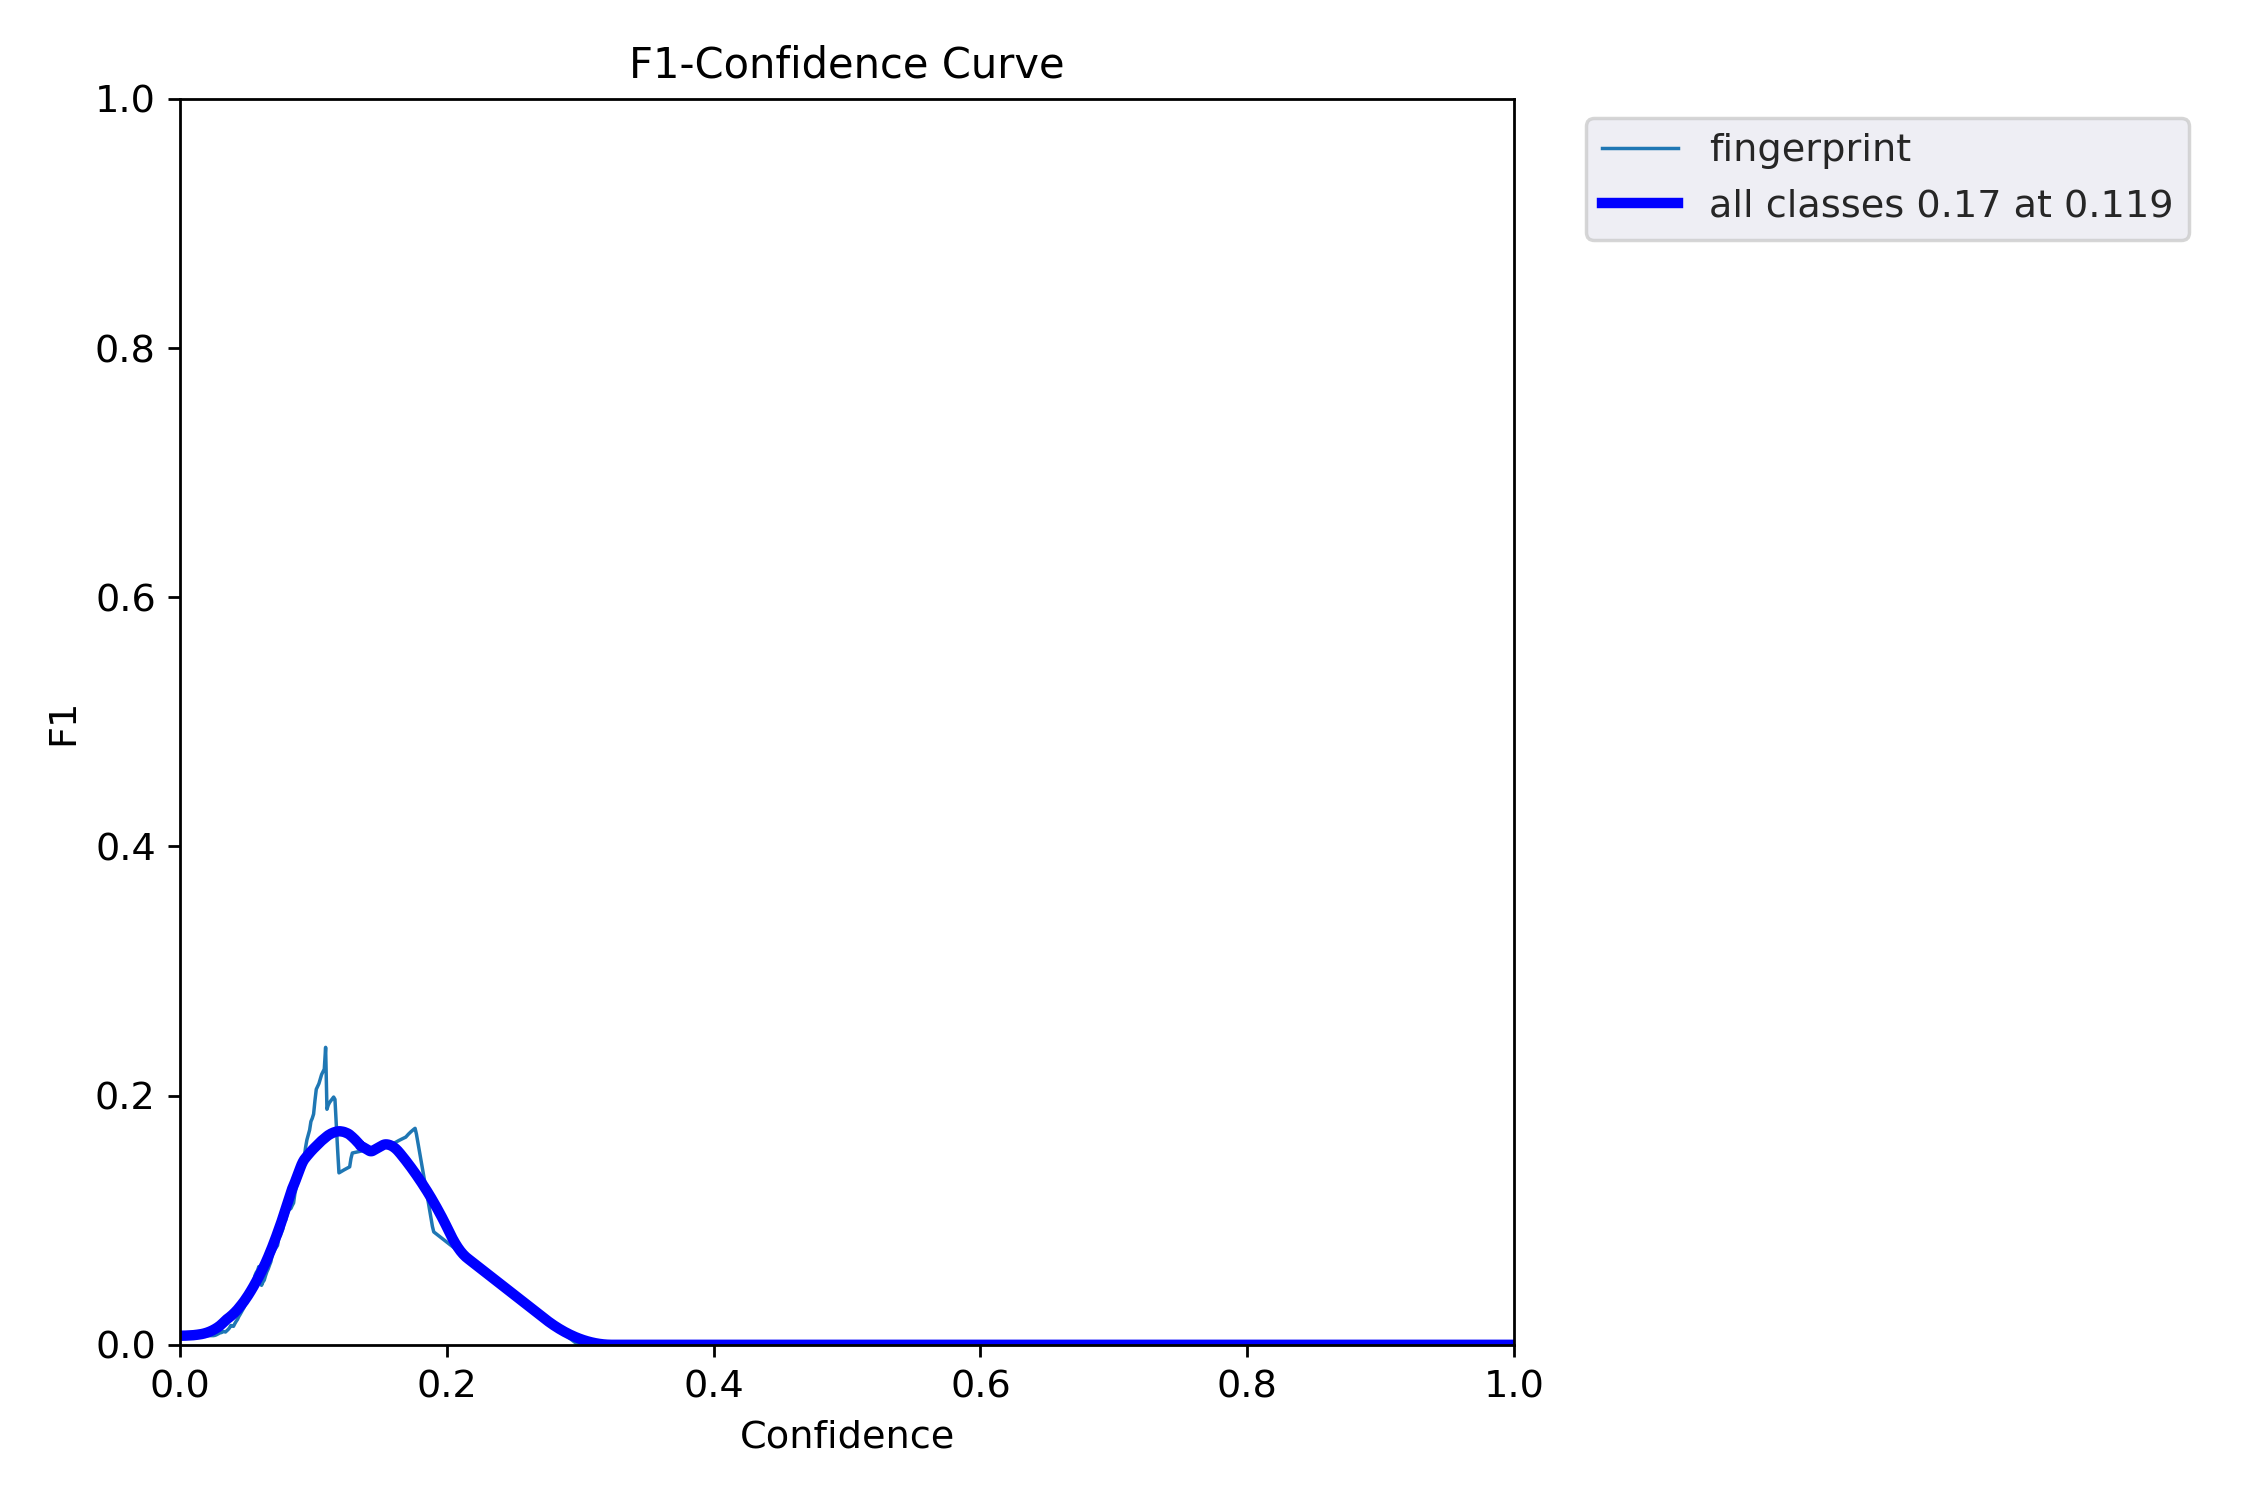 F1-Confidence Curve
fingerprint
all classes 0.17 at 0.119
1.0
0.8
0.6
0.4
0.2
0.0
F1
0.0 0.2 0.4 0.6 0.8 1.0
Confidence